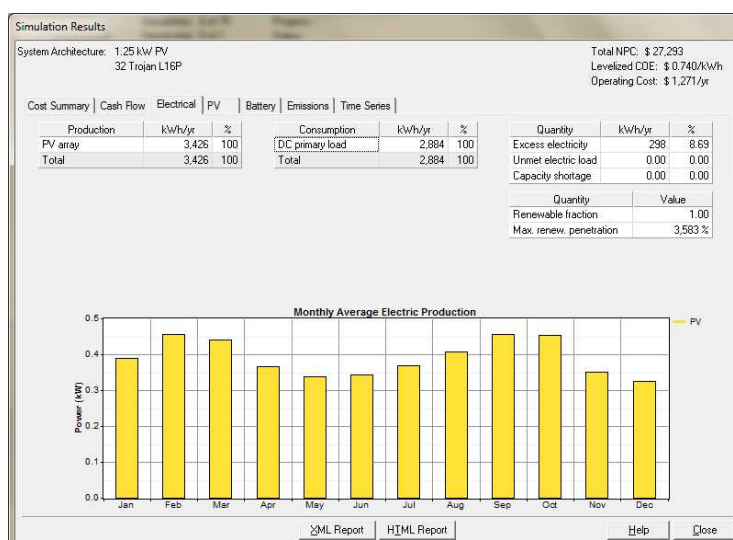 Simulation Results
System Architecture: 1.25 kW PV
32 Trojan L16P
Total NPC: $ 27,293
Levelized COE: $ 0.740/kWh
Operating Cost: $ 1,271/yr
Cost Summary Cash Flow Electrical PV Battery Emissions Time Series
Production kWh/yr %
PV array 3,426 100
Total 3,426 100
Consumption kWh/yr %
DC primary load 2,884 100
Total 2,884 100
Quantity kWh/yr %
Excess electricity 298 8.69
Unmet electric load 0.00 0.00
Capacity shortage 0.00 0.00
Quantity Value
Renewable fraction 1.00
Max. renew. penetration 3,583 %
Monthly Average Electric Production
PV
Power (kW)
0.5
0.4
0.3
0.2
0.1
0.0
Jan Feb Mar Apr May Jun Jul Aug Sep Oct Nov Dec
XML Report HTML Report Help Close